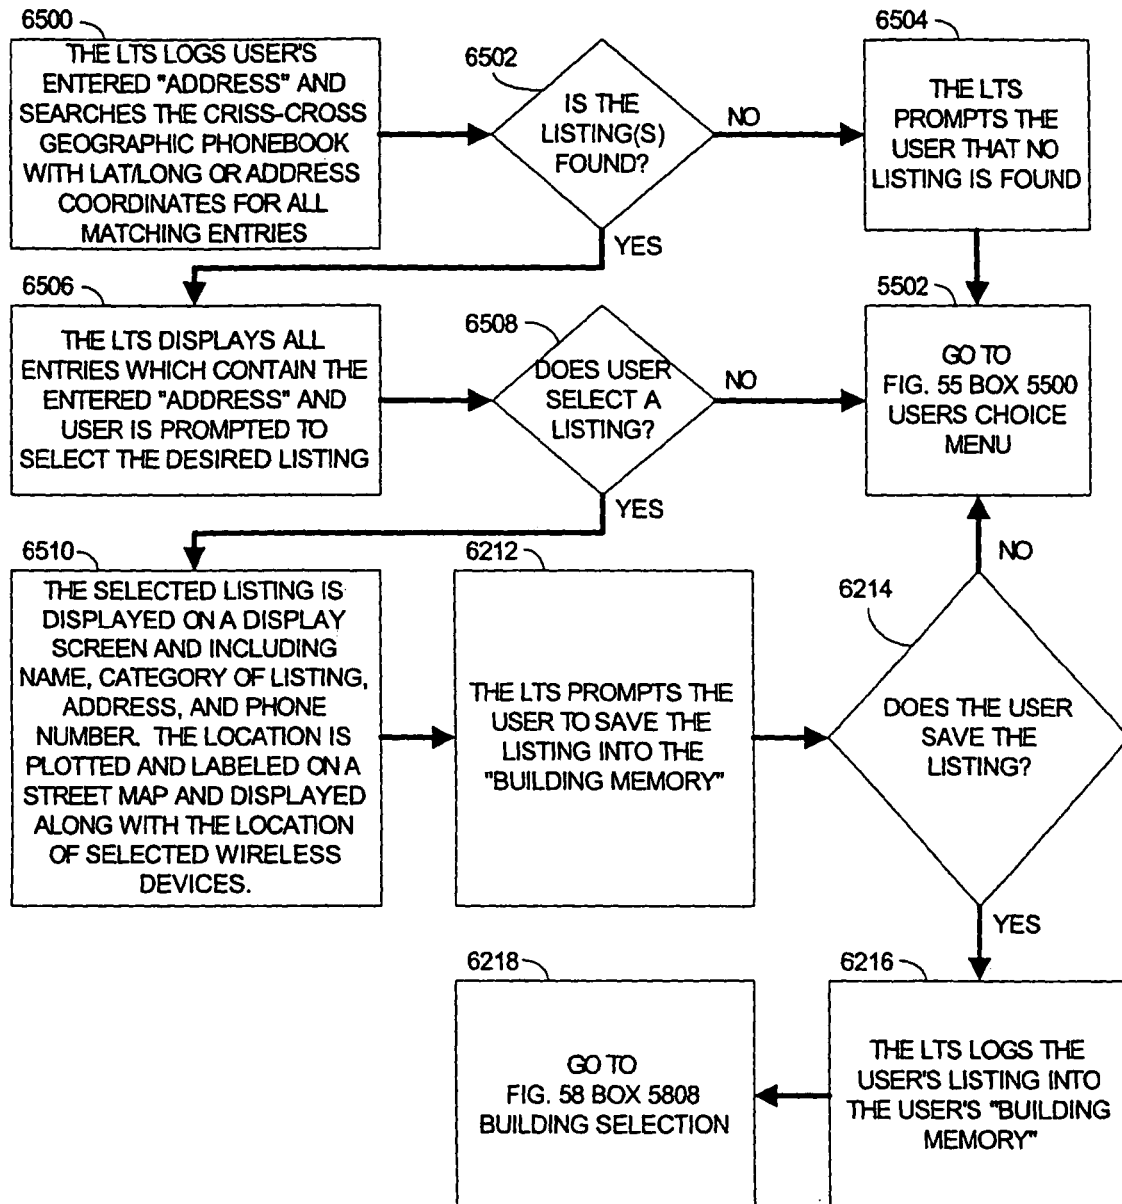 6500
THE LTS LOGS USER'S
ENTERED "ADDRESS" AND
SEARCHES THE CRISS-CROSS
GEOGRAPHIC PHONEBOOK
WITH LAT/LONG OR ADDRESS
COORDINATES FOR ALL
MATCHING ENTRIES
6502
IS THE
LISTING(S)
FOUND?
NO
YES
6504
THE LTS
PROMPTS THE
USER THAT NO
LISTING IS FOUND
6506
THE LTS DISPLAYS ALL
ENTRIES WHICH CONTAIN THE
ENTERED "ADDRESS" AND
USER IS PROMPTED TO
SELECT THE DESIRED LISTING
6508
DOES USER
SELECT A
LISTING?
NO
YES
5502
GO TO
FIG. 55 BOX 5500
USERS CHOICE
MENU
6510
THE SELECTED LISTING IS
DISPLAYED ON A DISPLAY
SCREEN AND INCLUDING
NAME, CATEGORY OF LISTING,
ADDRESS, AND PHONE
NUMBER. THE LOCATION IS
PLOTTED AND LABELED ON A
STREET MAP AND DISPLAYED
ALONG WITH THE LOCATION
OF SELECTED WIRELESS
DEVICES.
6212
THE LTS PROMPTS THE
USER TO SAVE THE
LISTING INTO THE
"BUILDING MEMORY"
6214
DOES THE USER
SAVE THE
LISTING?
NO
YES
6218
GO TO
FIG. 58 BOX 5808
BUILDING SELECTION
6216
THE LTS LOGS THE
USER'S LISTING INTO
THE USER'S "BUILDING
MEMORY"